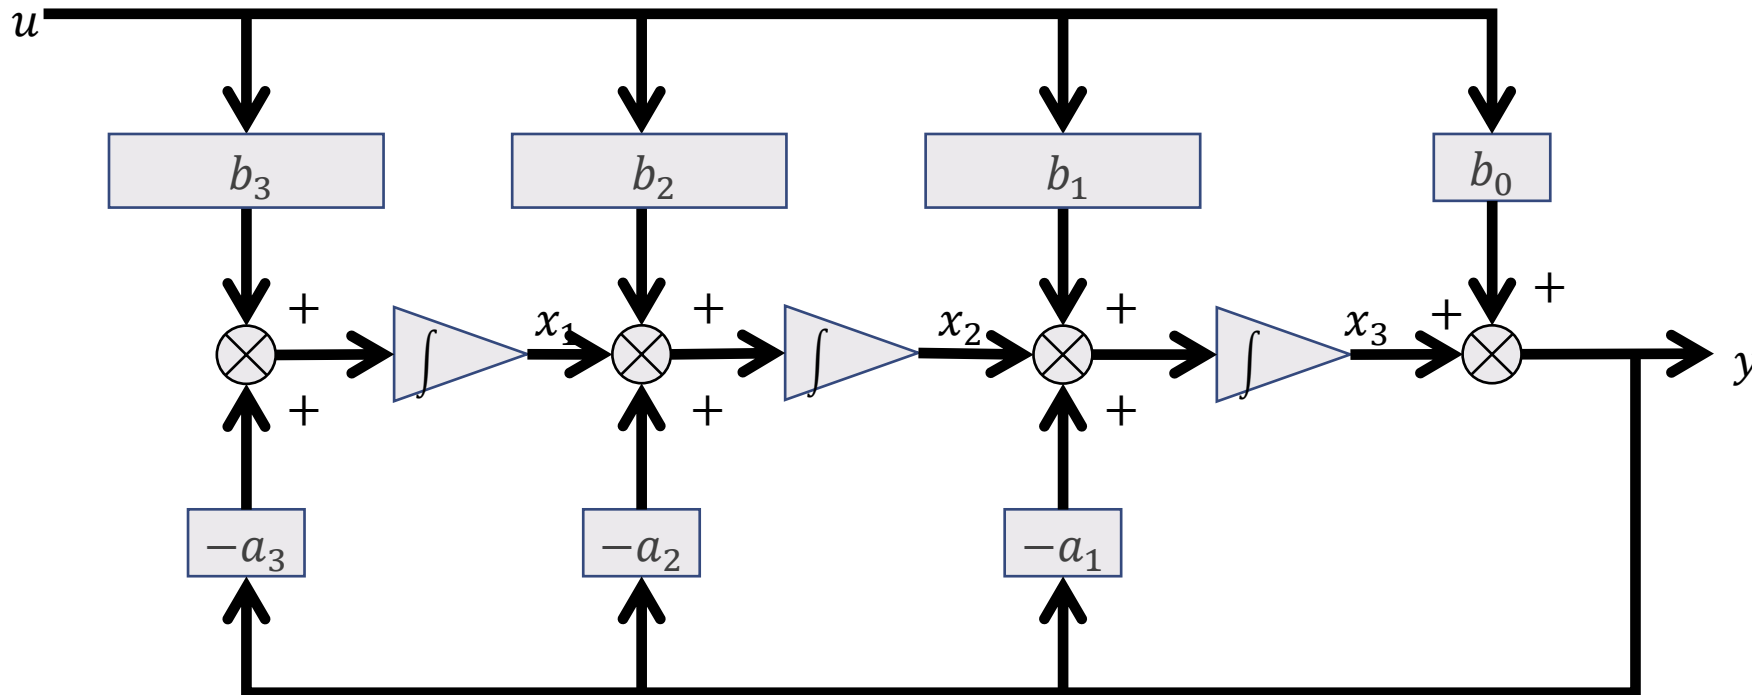 u
b₃ b₂ b₁ b₀
+ + + + +
∫ x₁ ∫ x₂ ∫ x₃ y
+ + +
−a₃ −a₂ −a₁